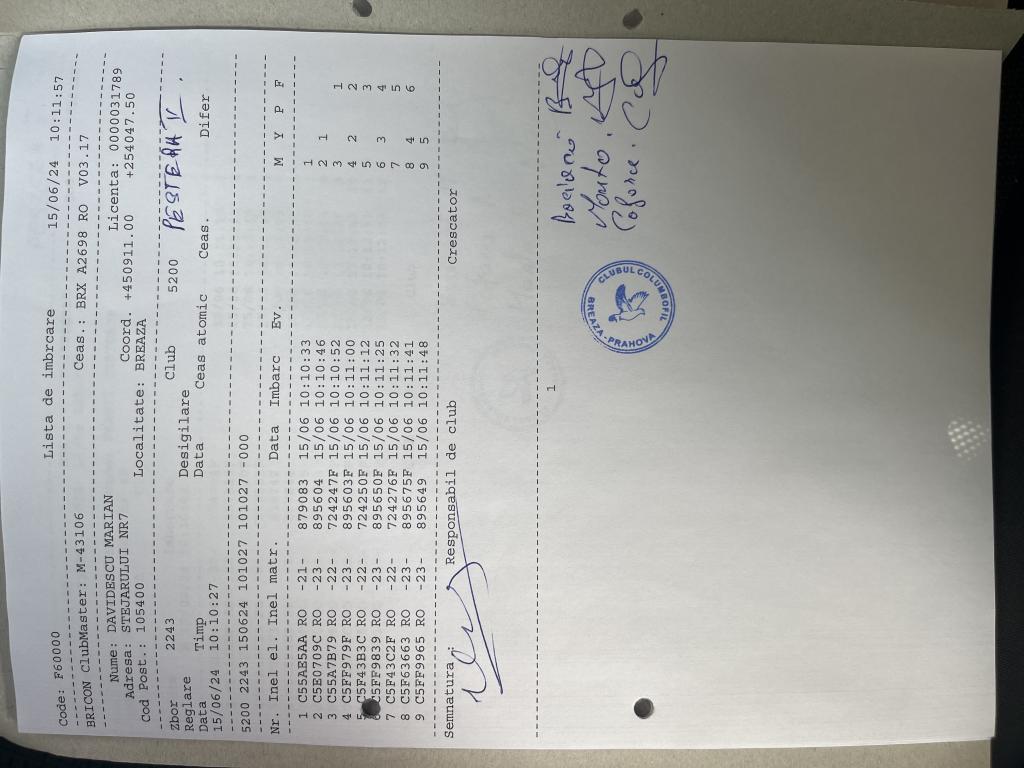 Code: F60000 Lista de imbrcare 15/06/24 10:11:57
BRICON ClubMaster: M-43106 Ceas.: BRX A2698 RO V03.17
Nume: DAVIDESCU MARIAN Licenta: 0000031789
Adresa: STEJARULUI NR7 Coord. +450911.00 +254047.50
Cod Post.: 105400 Localitate: BREAZA
Zbor 2243 Club 5200 PESTERA V.
Reglare Desigilare
Data Timp Data Ceas atomic Ceas. Difer
15/06/24 10:10:27
5200 2243 150624 101027 101027 -000
Nr. Inel el. Inel matr. Data Imbarc Ev. M Y P F
1 C55AE5AA RO -21- 879083 15/06 10:10:33 1
2 C5E0709C RO -23- 895604 15/06 10:10:46 2 1
3 C55A7B79 RO -22- 724247F 15/06 10:10:52 3 1
4 C5FF979F RO -23- 895603F 15/06 10:11:00 4 2 2
5 C5F43B3C RO -22- 724250F 15/06 10:11:12 5 3
6 C5FF9839 RO -23- 895650F 15/06 10:11:25 6 3 4
7 C5F43C2F RO -22- 724276F 15/06 10:11:32 7 5
8 C5F63663 RO -23- 895675F 15/06 10:11:41 8 4 6
9 C5FF9965 RO -23- 895649 15/06 10:11:48 9 5
Semnatura: Responsabil de club Crescator
1
CLUBUL COLUMBOFIL
BREAZA-PRAHOVA